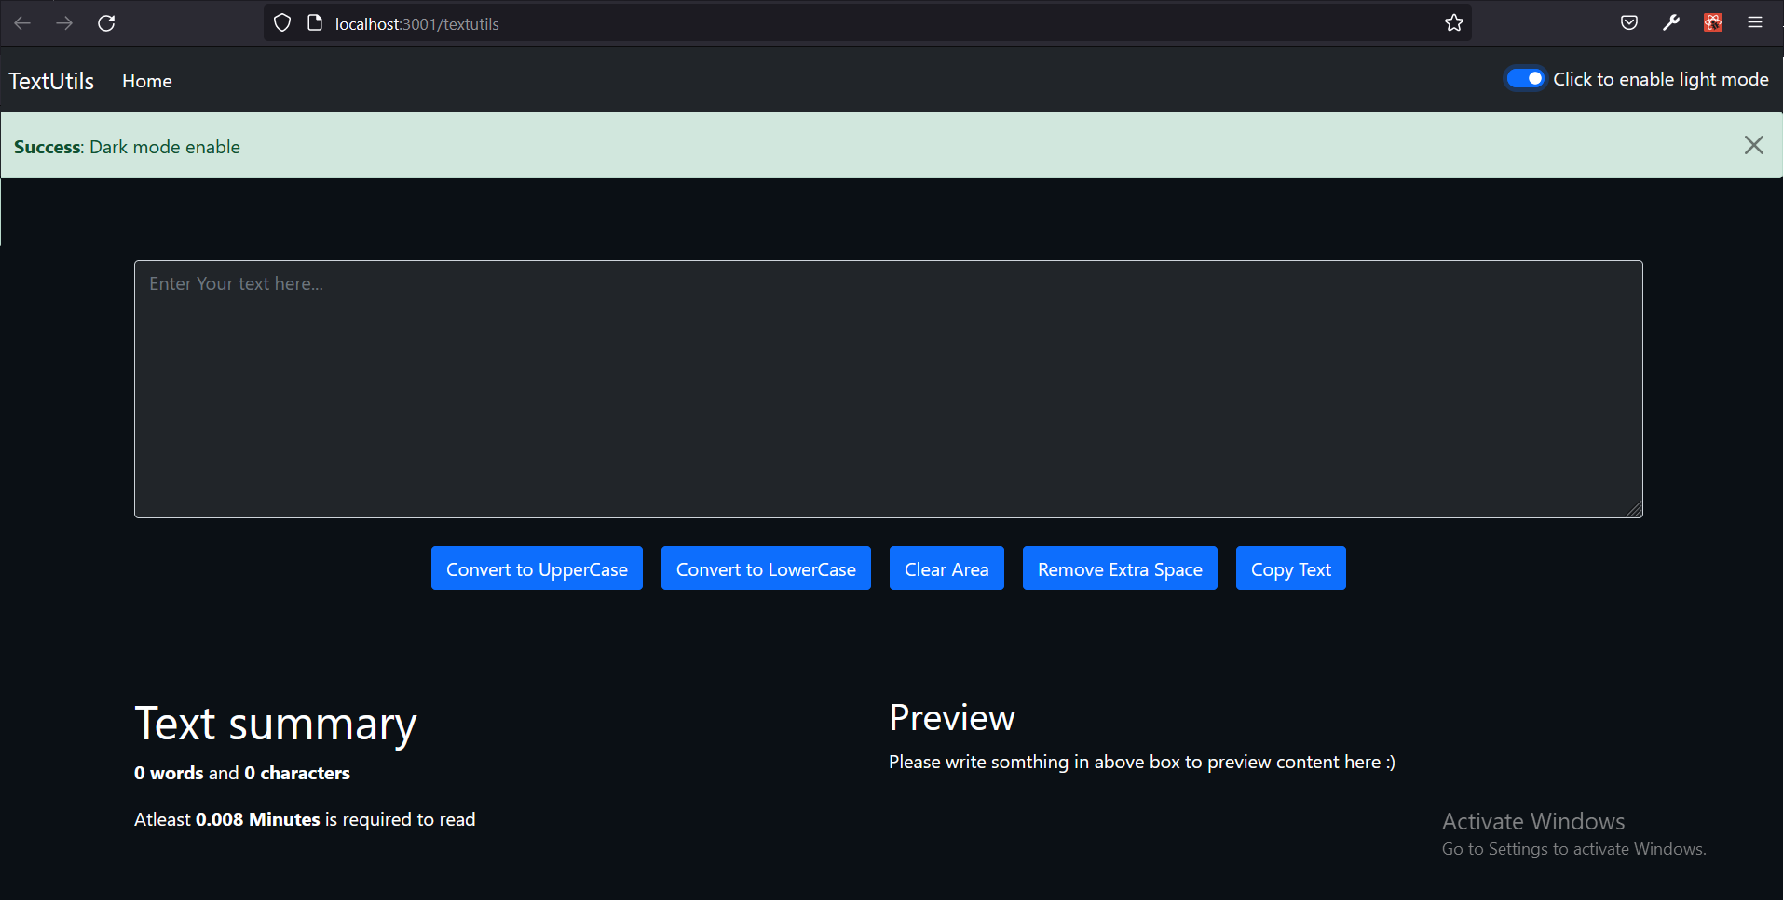 localhost:3001/textutils
TextUtils Home Click to enable light mode
Success: Dark mode enable
Enter Your text here...
Convert to UpperCase Convert to LowerCase Clear Area Remove Extra Space Copy Text
Text summary
0 words and 0 characters
Atleast 0.008 Minutes is required to read
Preview
Please write somthing in above box to preview content here :)
Activate Windows
Go to Settings to activate Windows.